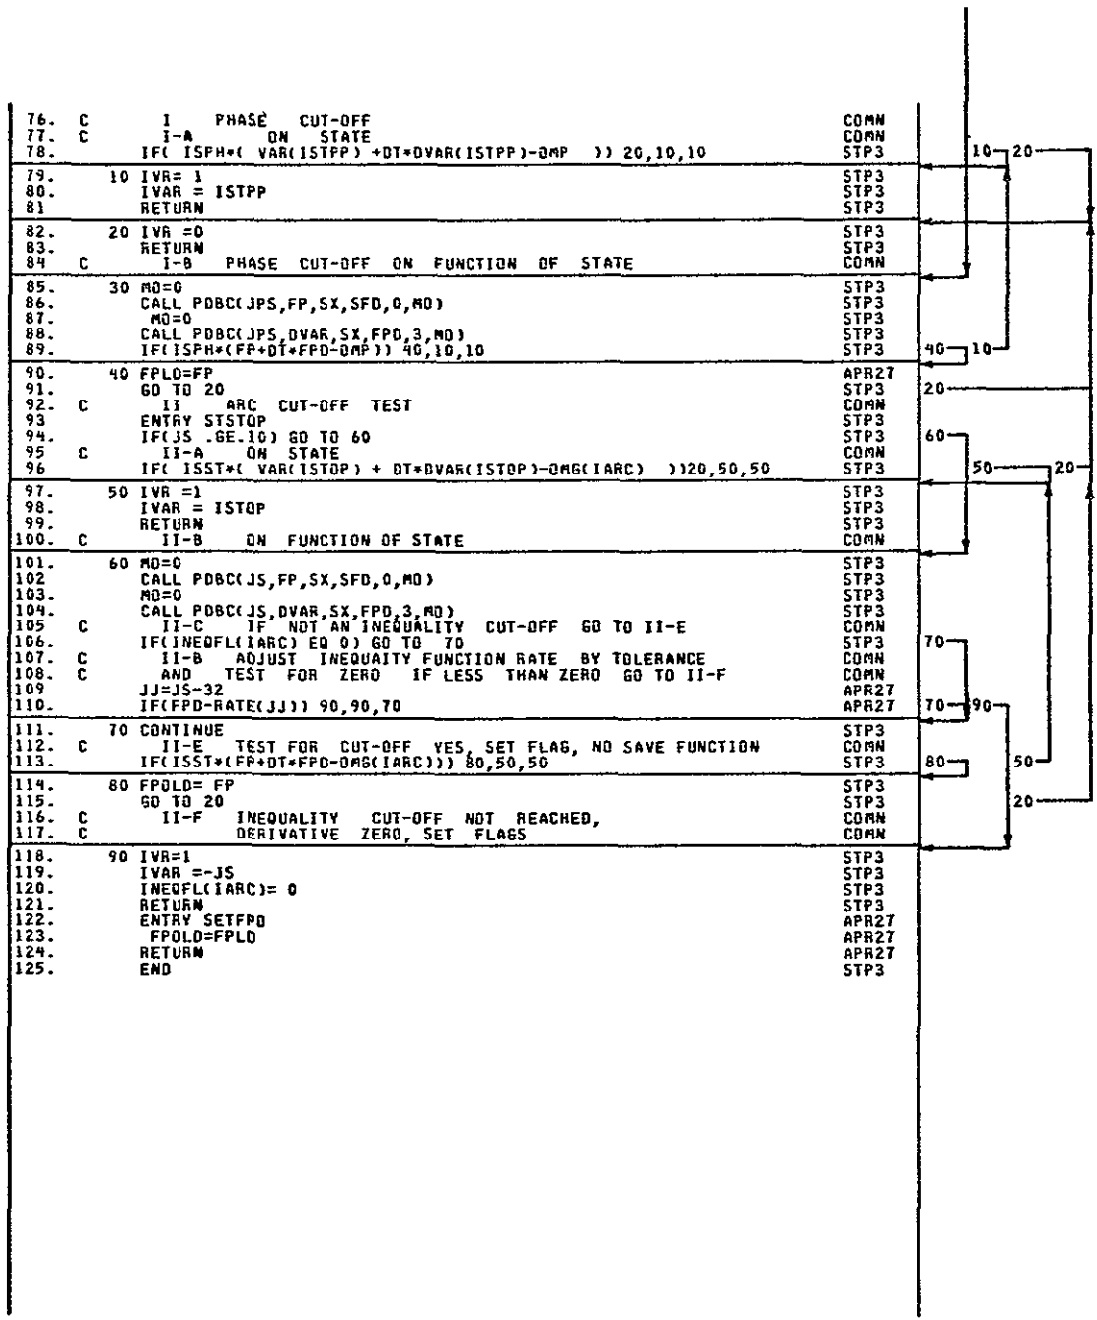 76. C I PHASE CUT-OFF COMN
77. C I-A ON STATE COMN
78. IF( ISPH*( VAR(ISTPP) +DT*DVAR(ISTPP)-OMP )) 20,10,10 STP3 10 20
79. 10 IVR= 1 STP3
80. IVAR = ISTPP STP3
81 RETURN STP3
82. 20 IVR =0 STP3
83. RETURN STP3
84 C I-B PHASE CUT-OFF ON FUNCTION OF STATE COMN
85. 30 MO=0 STP3
86. CALL PDBC(JPS,FP,SX,SFD,0,MO) STP3
87. MO=0 STP3
88. CALL PDBC(JPS,DVAR,SX,FPD,3,MO) STP3
89. IF(ISPH*(FP+DT*FPD-OMP)) 40,10,10 STP3 40 10
90. 40 FPLO=FP APR27
91. GO TO 20 STP3 20
92. C II ARC CUT-OFF TEST COMN
93 ENTRY STSTOP STP3
94. IF(JS .GE.10) GO TO 60 STP3 60
95 C II-A ON STATE COMN
96 IF( ISST*( VAR(ISTOP) + DT*DVAR(ISTOP)-OMG(IARC) ))20,50,50 STP3 50 20
97. 50 IVR =1 STP3
98. IVAR = ISTOP STP3
99. RETURN STP3
100. C II-B ON FUNCTION OF STATE COMN
101. 60 MO=0 STP3
102 CALL PDBC(JS,FP,SX,SFD,0,MO) STP3
103. MO=0 STP3
104. CALL PDBC(JS,DVAR,SX,FPD,3,MO) STP3
105 C II-C IF NOT AN INEQUALITY CUT-OFF GO TO II-E COMN
106. IF(INEQFL(IARC) EQ 0) GO TO 70 STP3 70
107. C II-B ADJUST INEQUAITY FUNCTION RATE BY TOLERANCE COMN
108. C AND TEST FOR ZERO IF LESS THAN ZERO GO TO II-F COMN
109 JJ=JS-32 APR27
110. IF(FPD-RATE(JJ)) 90,90,70 APR27 70 90
111. 70 CONTINUE STP3
112. C II-E TEST FOR CUT-OFF YES, SET FLAG, NO SAVE FUNCTION COMN
113. IF(ISST*(FP+DT*FPD-OMG(IARC))) 80,50,50 STP3 80 50
114. 80 FPOLD= FP STP3
115. GO TO 20 STP3 20
116. C II-F INEQUALITY CUT-OFF NOT REACHED, COMN
117. C DERIVATIVE ZERO, SET FLAGS COMN
118. 90 IVR=1 STP3
119. IVAR =-JS STP3
120. INEQFL(IARC)= 0 STP3
121. RETURN STP3
122. ENTRY SETFPO APR27
123. FPOLD=FPLO APR27
124. RETURN APR27
125. END STP3